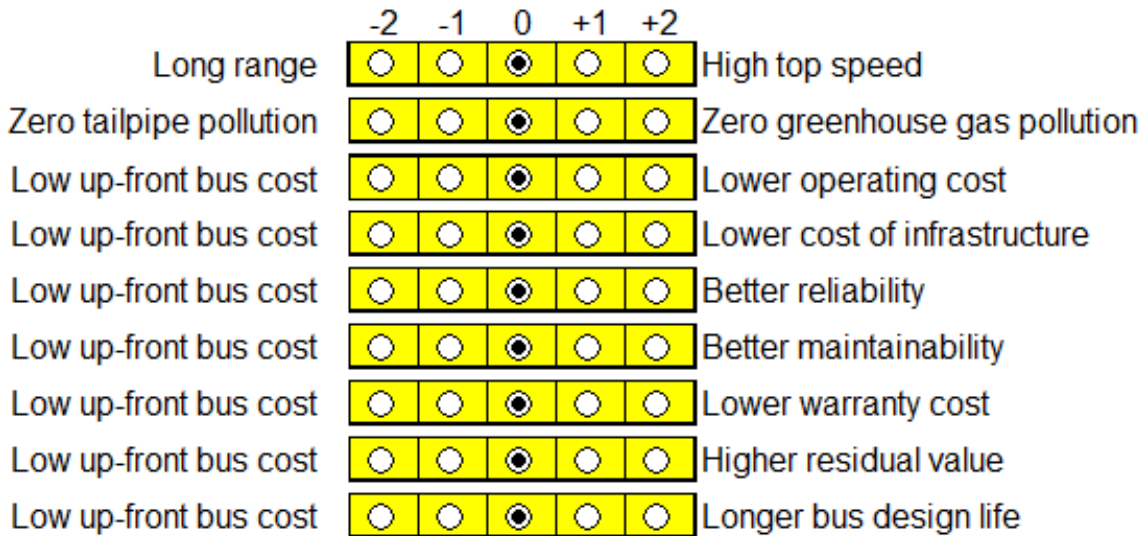 -2 -1 0 +1 +2
Long range High top speed
Zero tailpipe pollution Zero greenhouse gas pollution
Low up-front bus cost Lower operating cost
Low up-front bus cost Lower cost of infrastructure
Low up-front bus cost Better reliability
Low up-front bus cost Better maintainability
Low up-front bus cost Lower warranty cost
Low up-front bus cost Higher residual value
Low up-front bus cost Longer bus design life